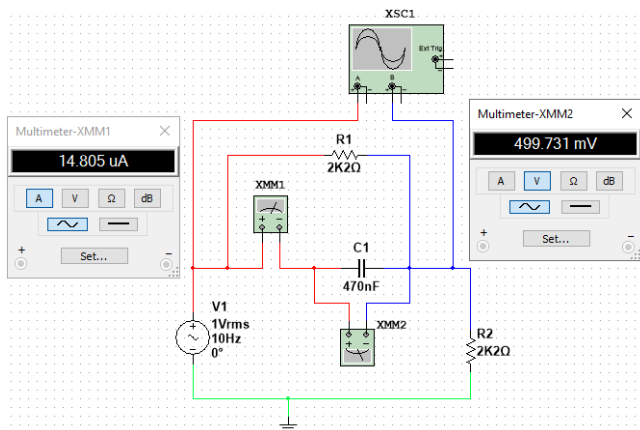 XSC1
Ext Trig
+
-
A
B
+ -
+ -
Multimeter-XMM1
14.805 uA
A V Ω dB
+
Set...
-
Multimeter-XMM2
499.731 mV
A V Ω dB
+
Set...
-
R1
2K2Ω
XMM1
+ -
C1
470nF
XMM2
+ -
V1
1Vrms
10Hz
0°
+
-
R2
2K2Ω